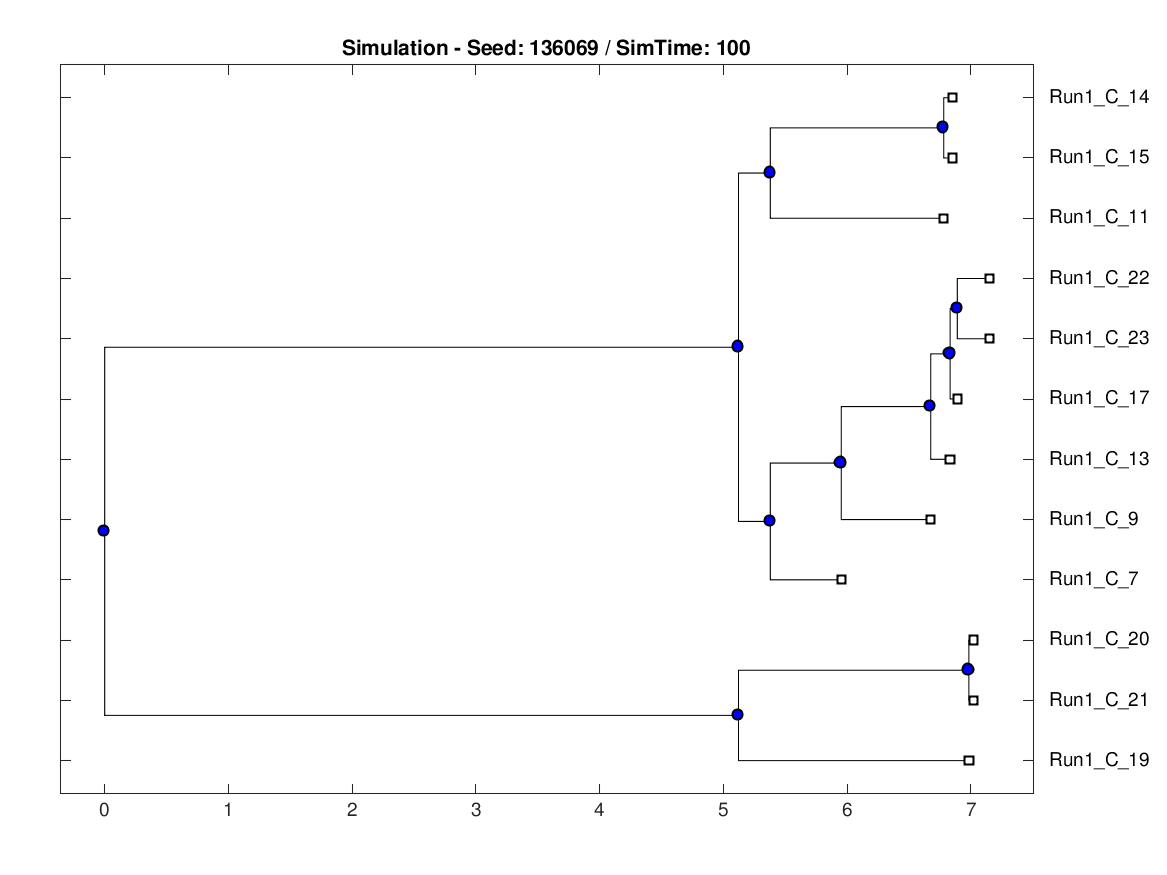 Simulation - Seed: 136069 / SimTime: 100
Run1_C_14
Run1_C_15
Run1_C_11
Run1_C_22
Run1_C_23
Run1_C_17
Run1_C_13
Run1_C_9
Run1_C_7
Run1_C_20
Run1_C_21
Run1_C_19
0 1 2 3 4 5 6 7